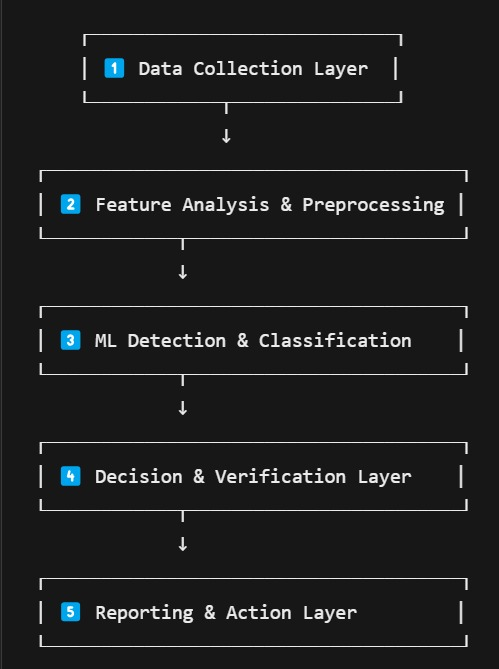 1 Data Collection Layer
↓
2 Feature Analysis & Preprocessing
↓
3 ML Detection & Classification
↓
4 Decision & Verification Layer
↓
5 Reporting & Action Layer